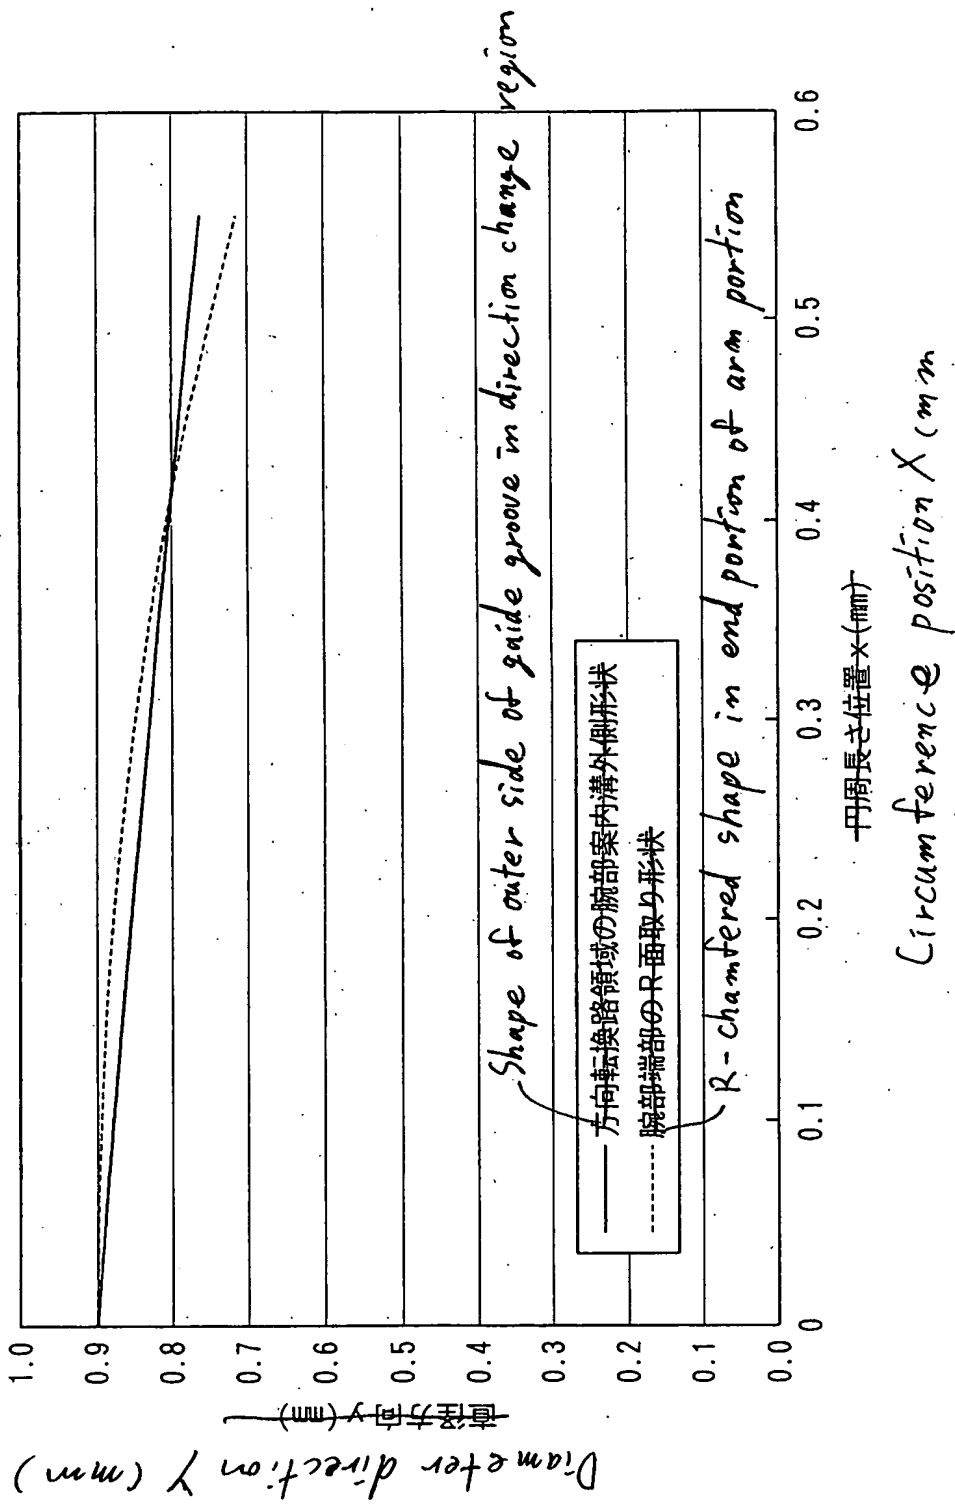 Diameter direction Y (mm)
直径方向y(mm)
1.0
0.9
0.8
0.7
0.6
0.5
0.4
0.3
0.2
0.1
0.0
Shape of outer side of guide groove in direction change region
方向転換路領域の腕部案内溝外側形状
腕部端部のR面取り形状
R-chamfered shape in end portion of arm portion
0
0.1
0.2
0.3
0.4
0.5
0.6
円周長さ位置x(mm)
Circumference position X (mm